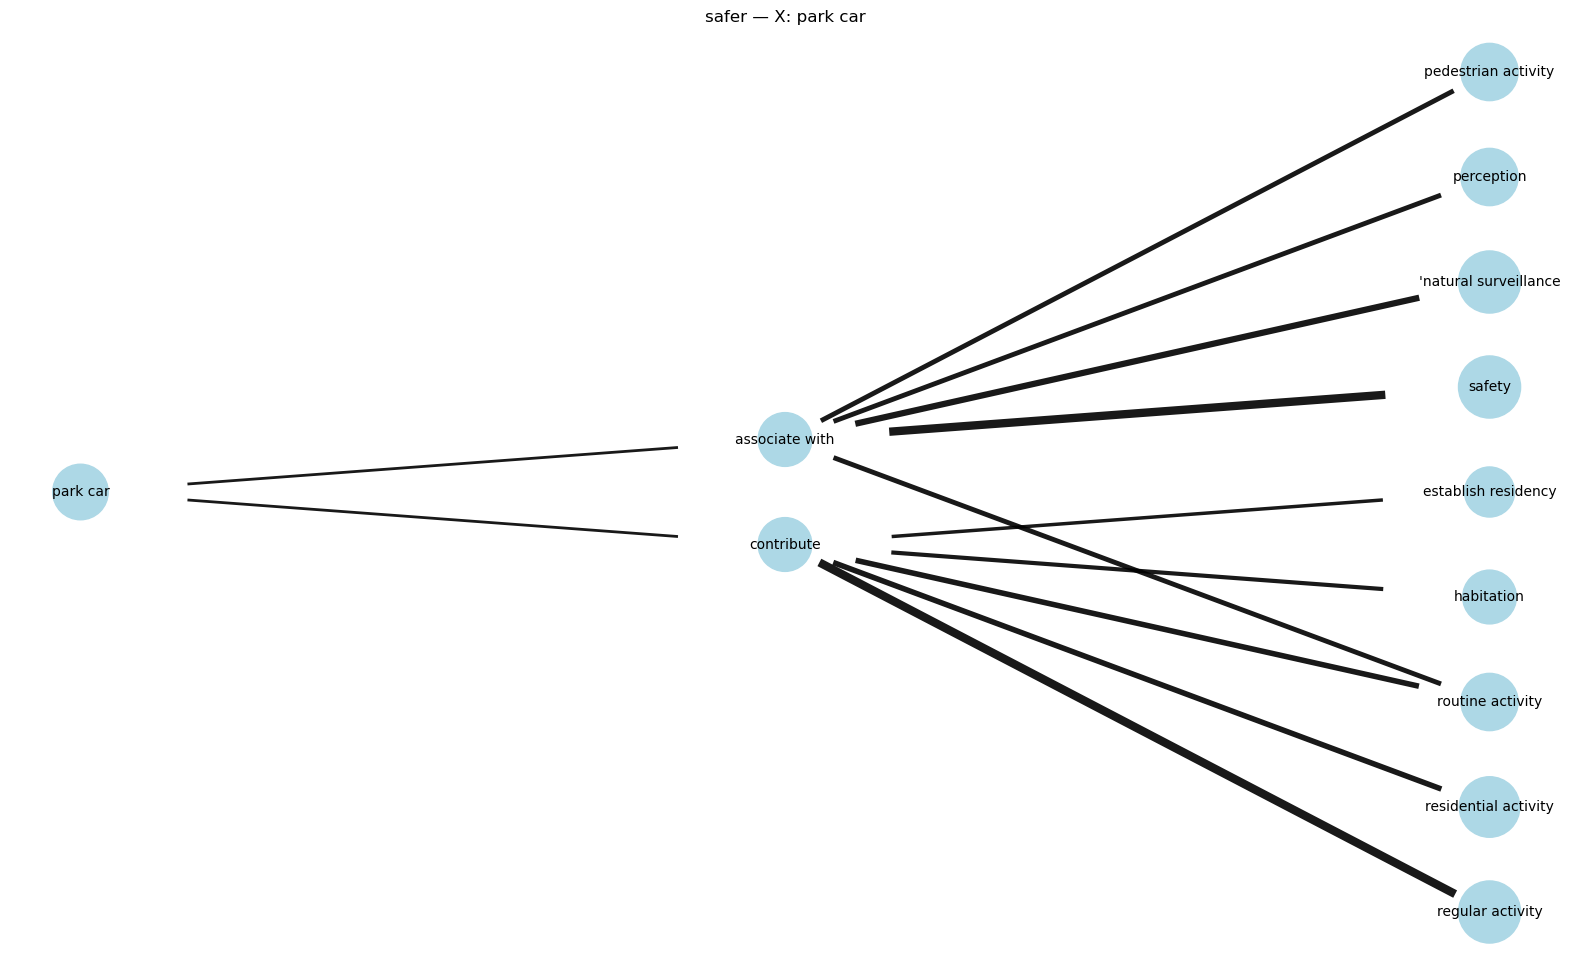 safer — X: park car
pedestrian activity
perception
'natural surveillance
safety
associate with
park car
establish residency
contribute
habitation
routine activity
residential activity
regular activity